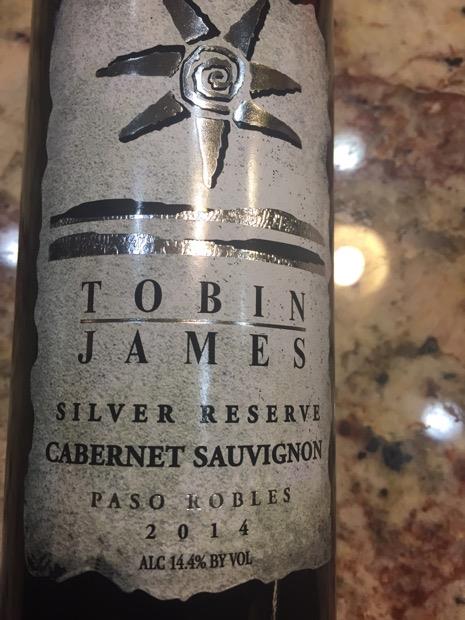 TOBIN
JAMES
SILVER RESERVE
CABERNET SAUVIGNON
PASO ROBLES
2014
ALC 14.4% BY VOL